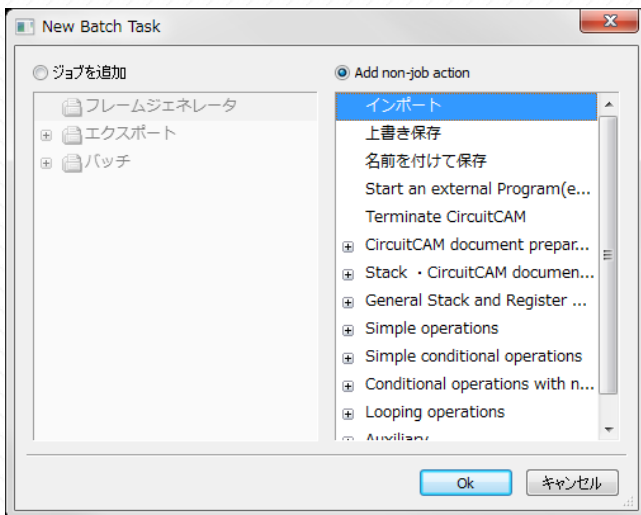 New Batch Task
ジョブを追加
フレームジェネレータ
エクスポート
バッチ
Add non-job action
インポート
上書き保存
名前を付けて保存
Start an external Program(e...
Terminate CircuitCAM
CircuitCAM document prepar...
Stack ・CircuitCAM documen...
General Stack and Register ...
Simple operations
Simple conditional operations
Conditional operations with n...
Looping operations
Auxiliary
Ok
キャンセル